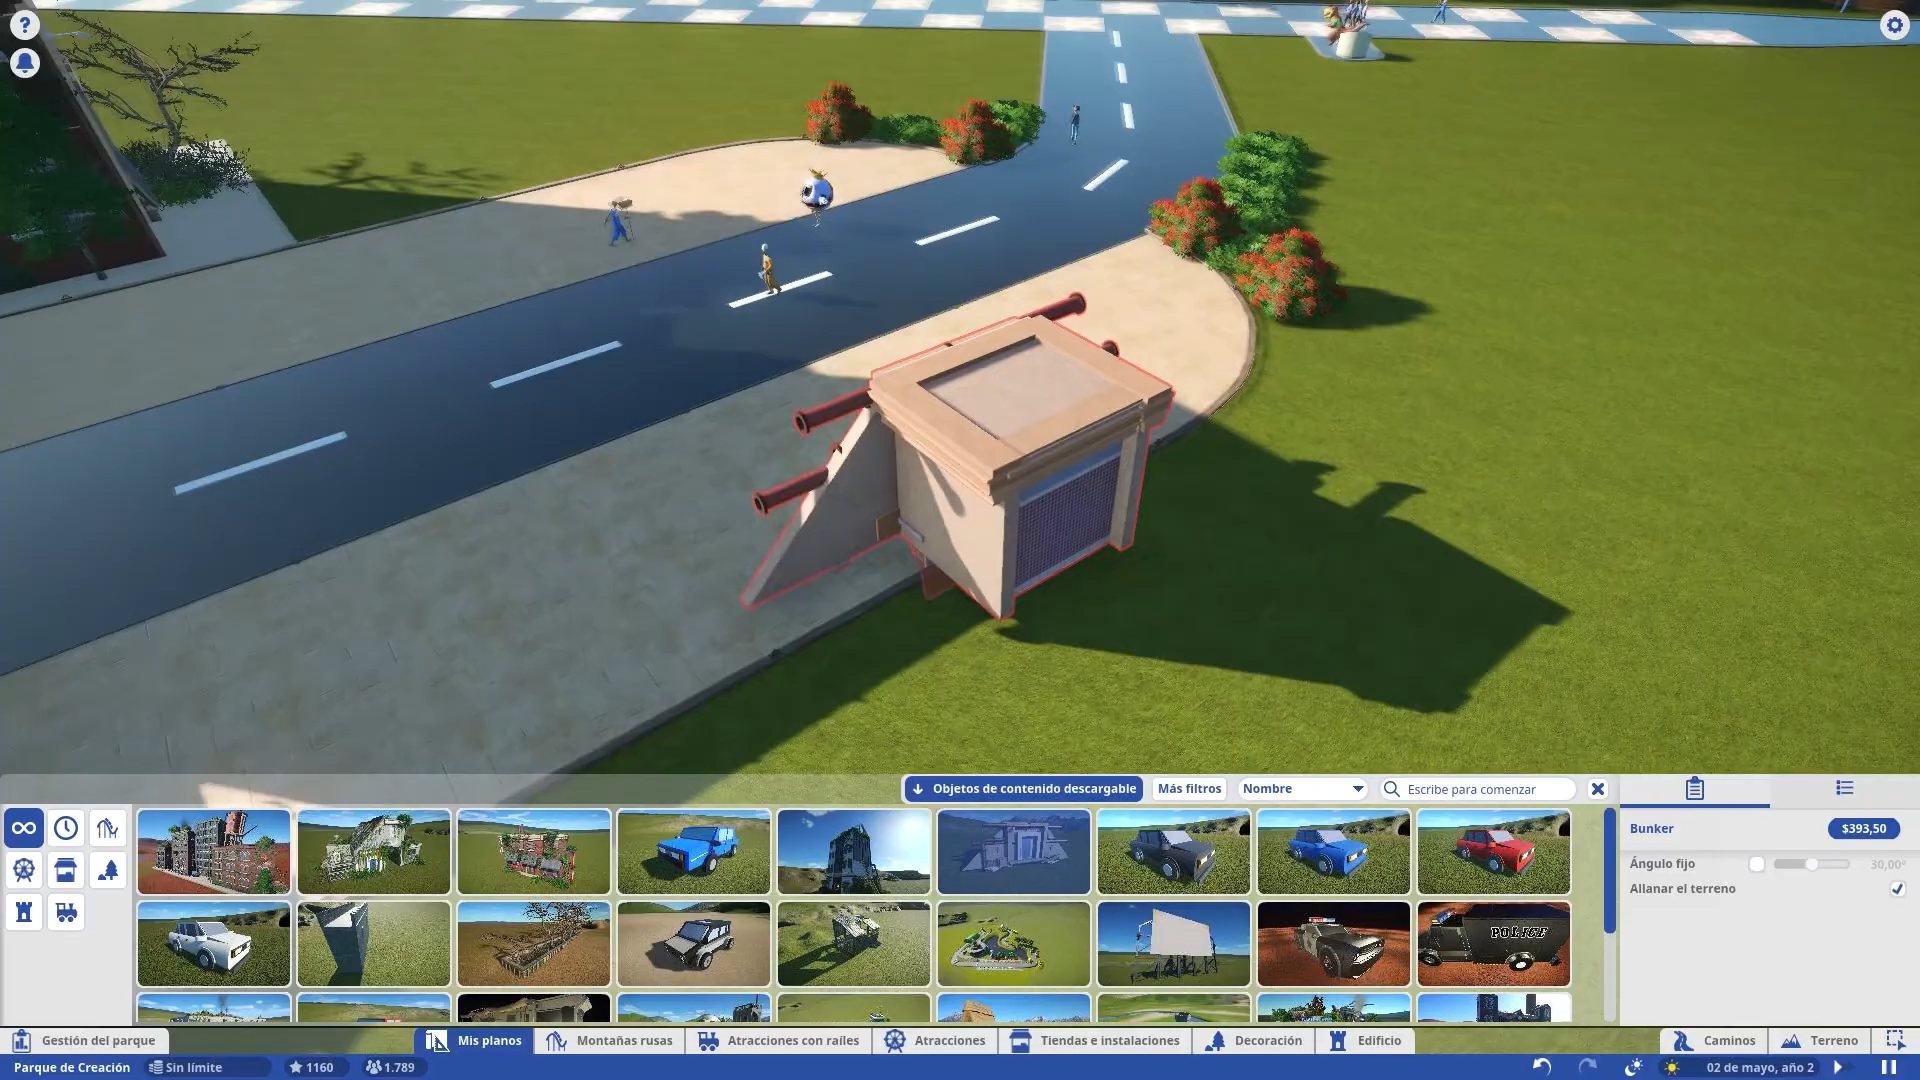 ?
Objetos de contenido descargable
Más filtros
Nombre
Escribe para comenzar
Bunker
$393,50
Ángulo fijo
30,00º
Allanar el terreno
POLICE
Gestión del parque
Mis planos
Montañas rusas
Atracciones con raíles
Atracciones
Tiendas e instalaciones
Decoración
Edificio
Caminos
Terreno
Parque de Creación
Sin límite
1160
1.789
02 de mayo, año 2